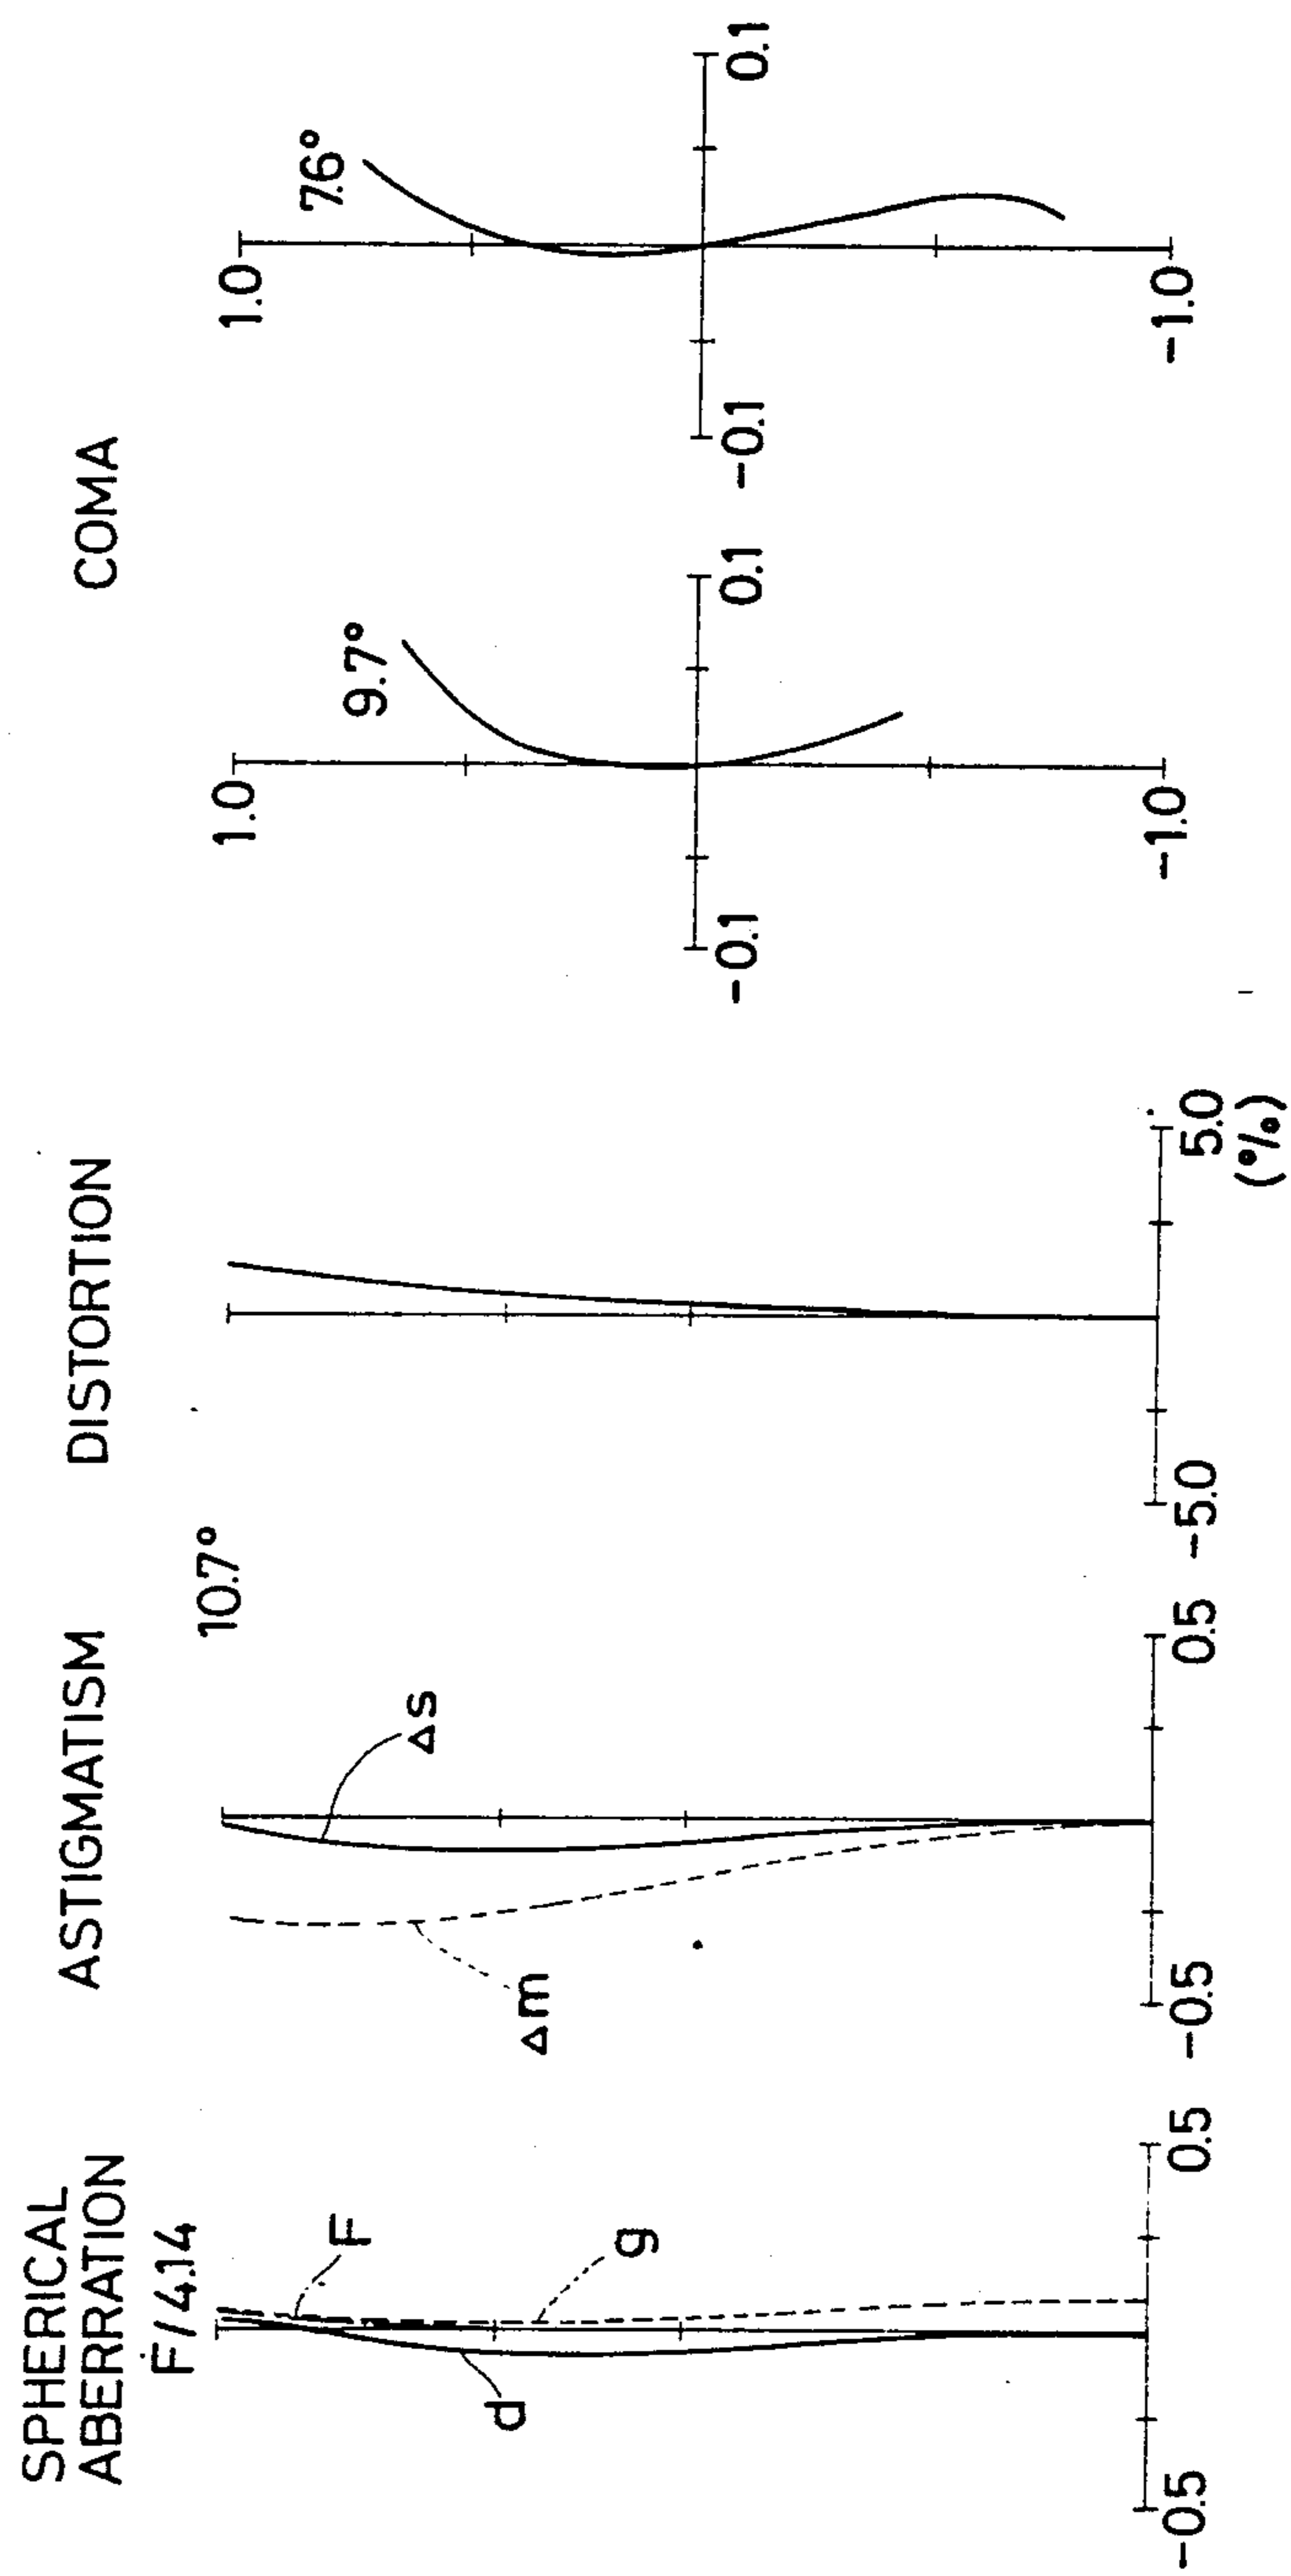 SPHERICAL
ABERRATION
F/4.14
F
d
g
-0.5
0.5
ASTIGMATISM
10.7°
Δs
Δm
-0.5
0.5
DISTORTION
-5.0
5.0
(%)
COMA
9.7°
1.0
-0.1
0.1
-1.0
7.6°
1.0
-0.1
0.1
-1.0